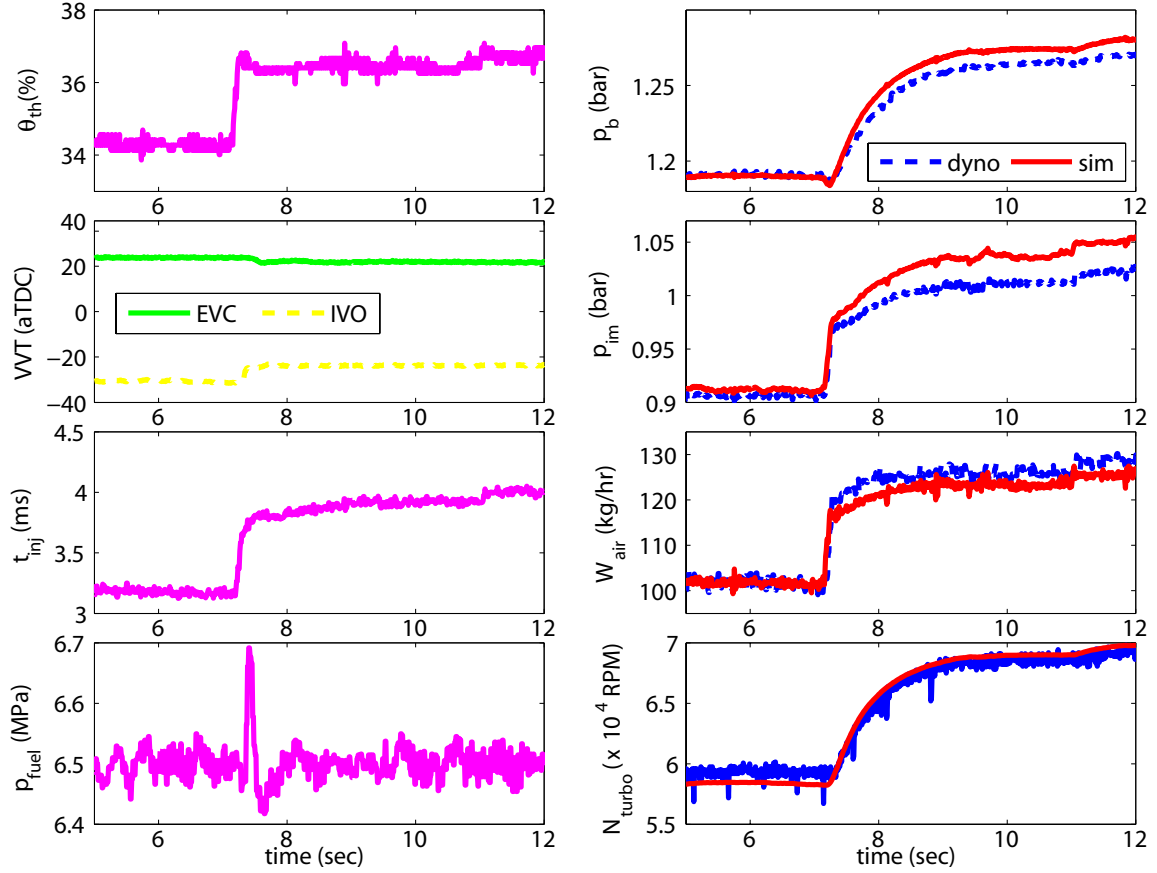 θth(%)
36
34
6 8 10 12
pb (bar)
1.25
1.2
dyno sim
6 8 10 12
VVT (aTDC)
40
20
0
−20
−40
EVC IVO
6 8 10 12
pim (bar)
1.05
1
0.95
0.9
6 8 10 12
tinj (ms)
4.5
4
3.5
3
6 8 10 12
Wair (kg/hr)
130
120
110
100
6 8 10 12
pfuel (MPa)
6.7
6.6
6.5
6.4
6 8 10 12
time (sec)
Nturbo (x 10^4 RPM)
7
6.5
6
5.5
6 8 10 12
time (sec)